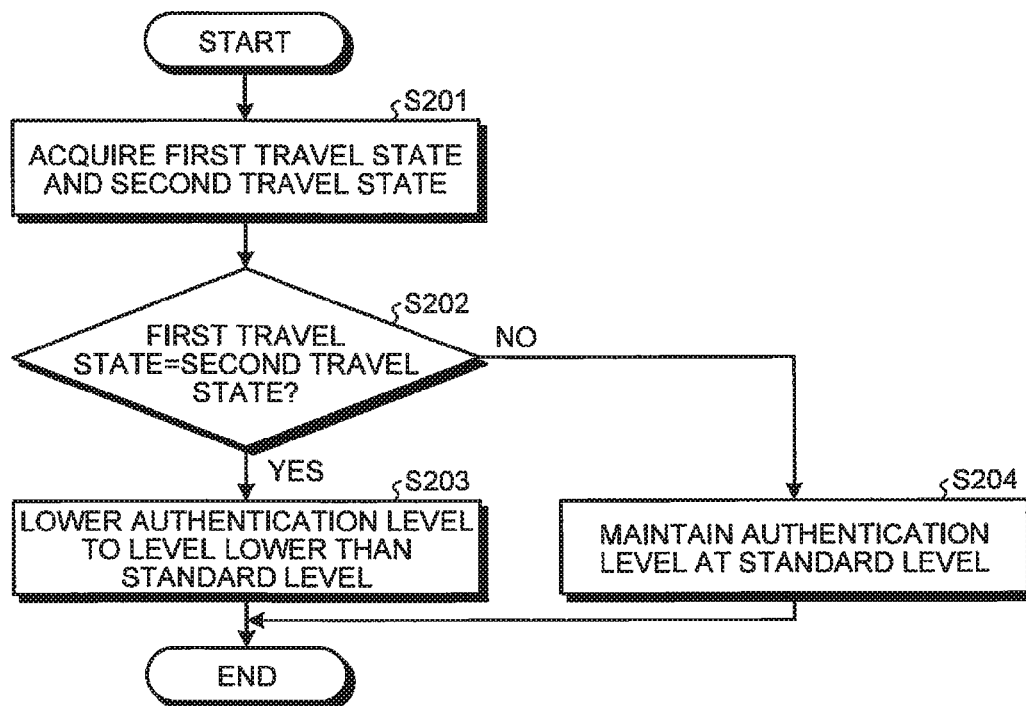 START
S201
ACQUIRE FIRST TRAVEL STATE
AND SECOND TRAVEL STATE
S202
FIRST TRAVEL
STATE=SECOND TRAVEL
STATE?
NO
YES
S203
LOWER AUTHENTICATION LEVEL
TO LEVEL LOWER THAN
STANDARD LEVEL
S204
MAINTAIN AUTHENTICATION
LEVEL AT STANDARD LEVEL
END